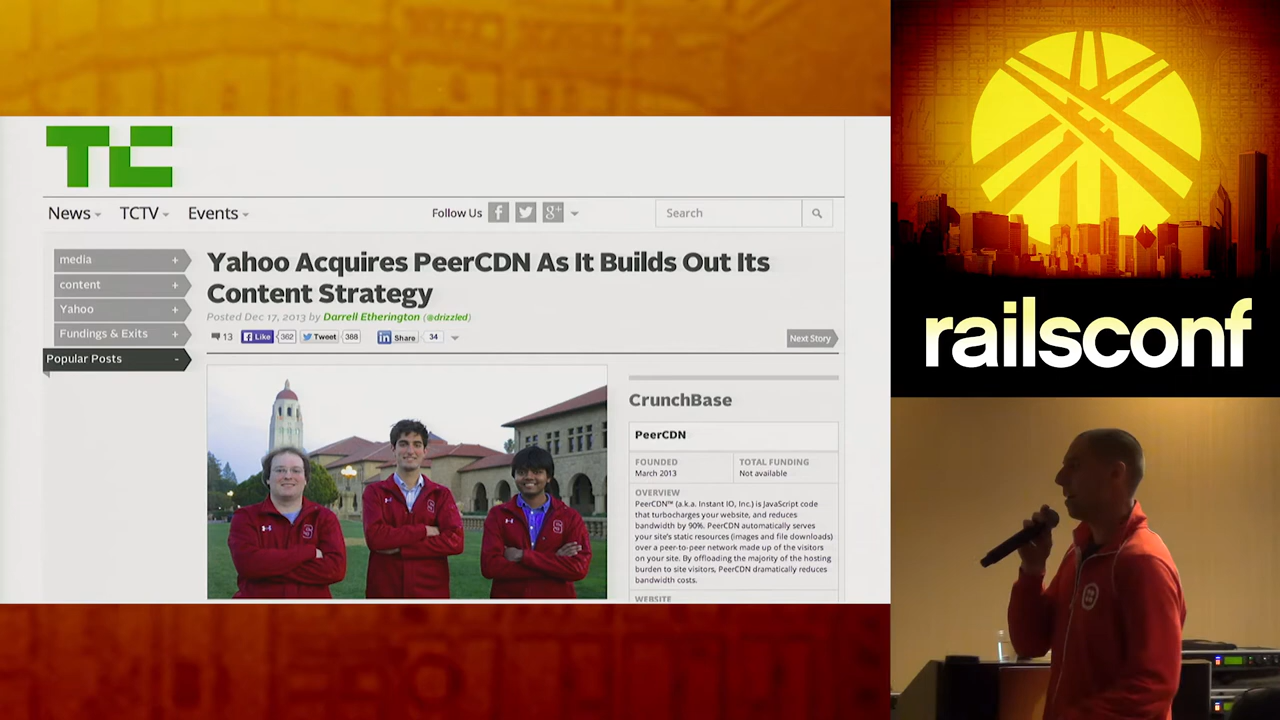 TC
News
TCTV
Events
Follow Us
f
g+
Search
media +
content +
Yahoo +
Fundings & Exits +
Popular Posts -
Yahoo Acquires PeerCDN As It Builds Out Its
Content Strategy
Posted Dec 17, 2013 by Darrell Etherington (@drizzled)
13
f Like 362
Tweet 388
in Share 34
Next Story
CrunchBase
PeerCDN
FOUNDED
March 2013
TOTAL FUNDING
Not available
OVERVIEW
PeerCDN™ (a.k.a. Instant IO, Inc.) is JavaScript code
that turbocharges your website, and reduces
bandwidth by 90%. PeerCDN automatically serves
your site's static resources (images and file downloads)
over a peer-to-peer network made up of the visitors
on your site. By offloading the majority of the hosting
burden to site visitors, PeerCDN dramatically reduces
bandwidth costs.
WEBSITE
S
S
S
railsconf